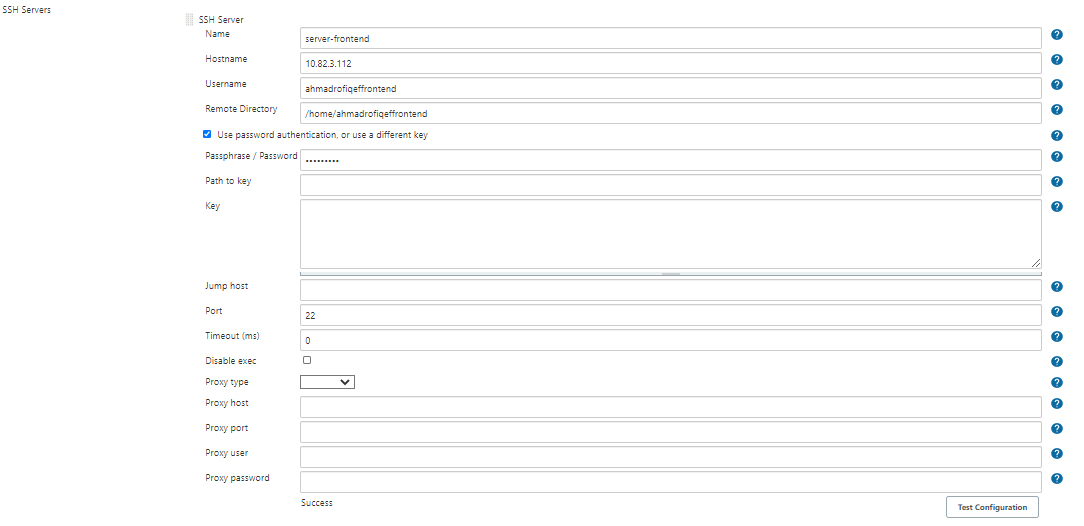 SSH Servers
SSH Server
Name
server-frontend
Hostname
10.82.3.112
Username
ahmadrofiqeffrontend
Remote Directory
/home/ahmadrofiqeffrontend
Use password authentication, or use a different key
Passphrase / Password
•••••••••
Path to key
Key
Jump host
Port
22
Timeout (ms)
0
Disable exec
Proxy type
Proxy host
Proxy port
Proxy user
Proxy password
Success
Test Configuration